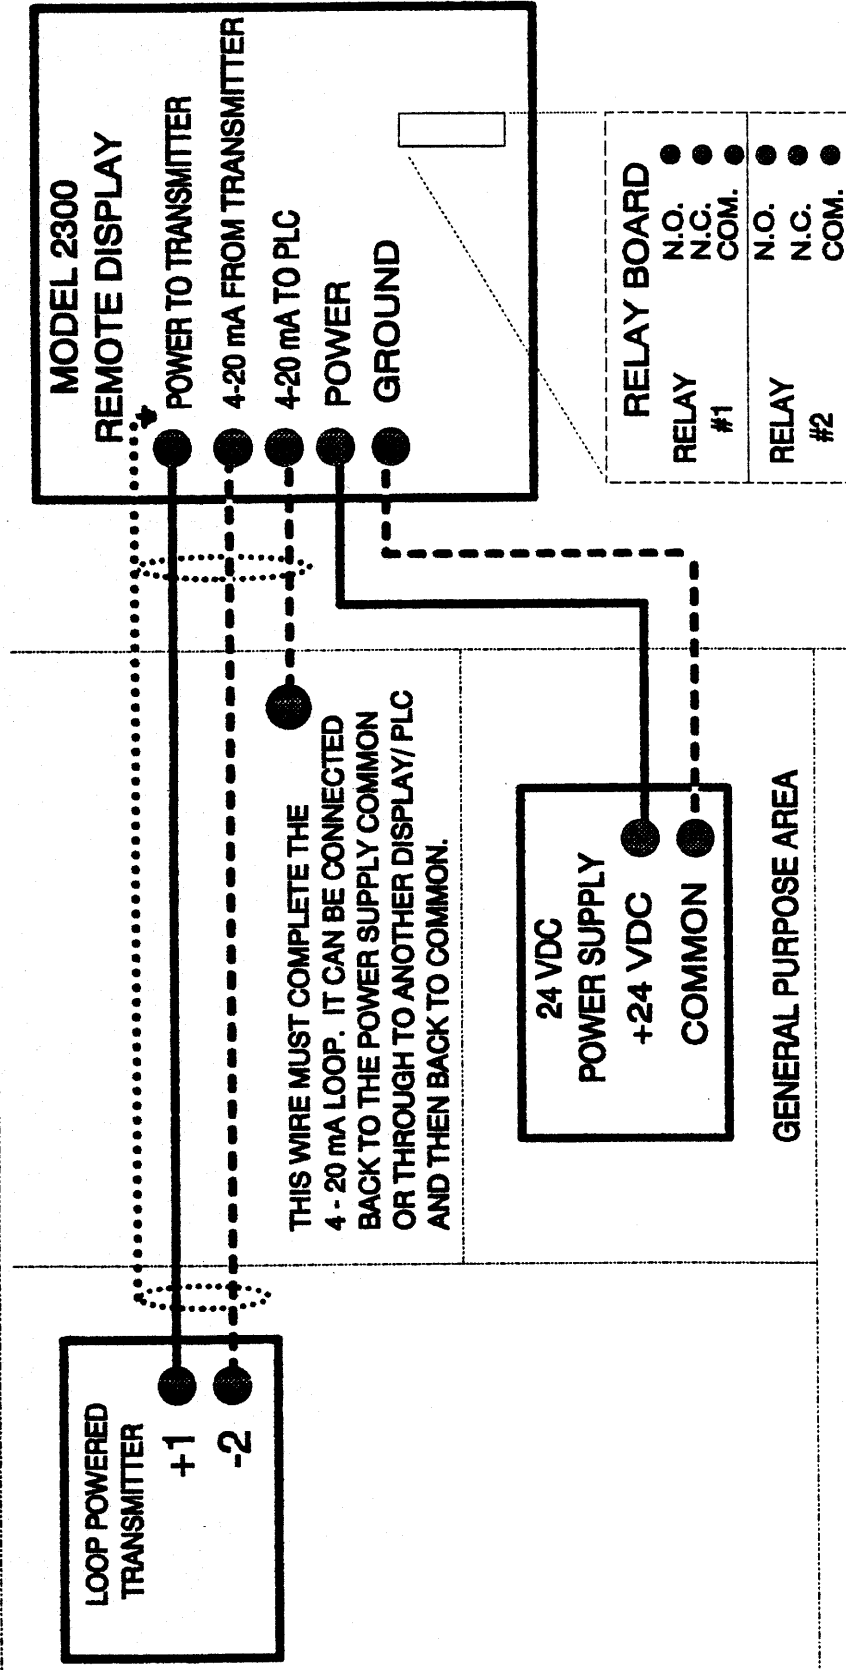 LOOP POWERED
TRANSMITTER
+1
-2
THIS WIRE MUST COMPLETE THE
4 - 20 mA LOOP. IT CAN BE CONNECTED
BACK TO THE POWER SUPPLY COMMON
OR THROUGH TO ANOTHER DISPLAY/ PLC
AND THEN BACK TO COMMON.
24 VDC
POWER SUPPLY
+24 VDC
COMMON
GENERAL PURPOSE AREA
MODEL 2300
REMOTE DISPLAY
POWER TO TRANSMITTER
4-20 mA FROM TRANSMITTER
4-20 mA TO PLC
POWER
GROUND
RELAY BOARD
RELAY
#1
N.O.
N.C.
COM.
RELAY
#2
N.O.
N.C.
COM.